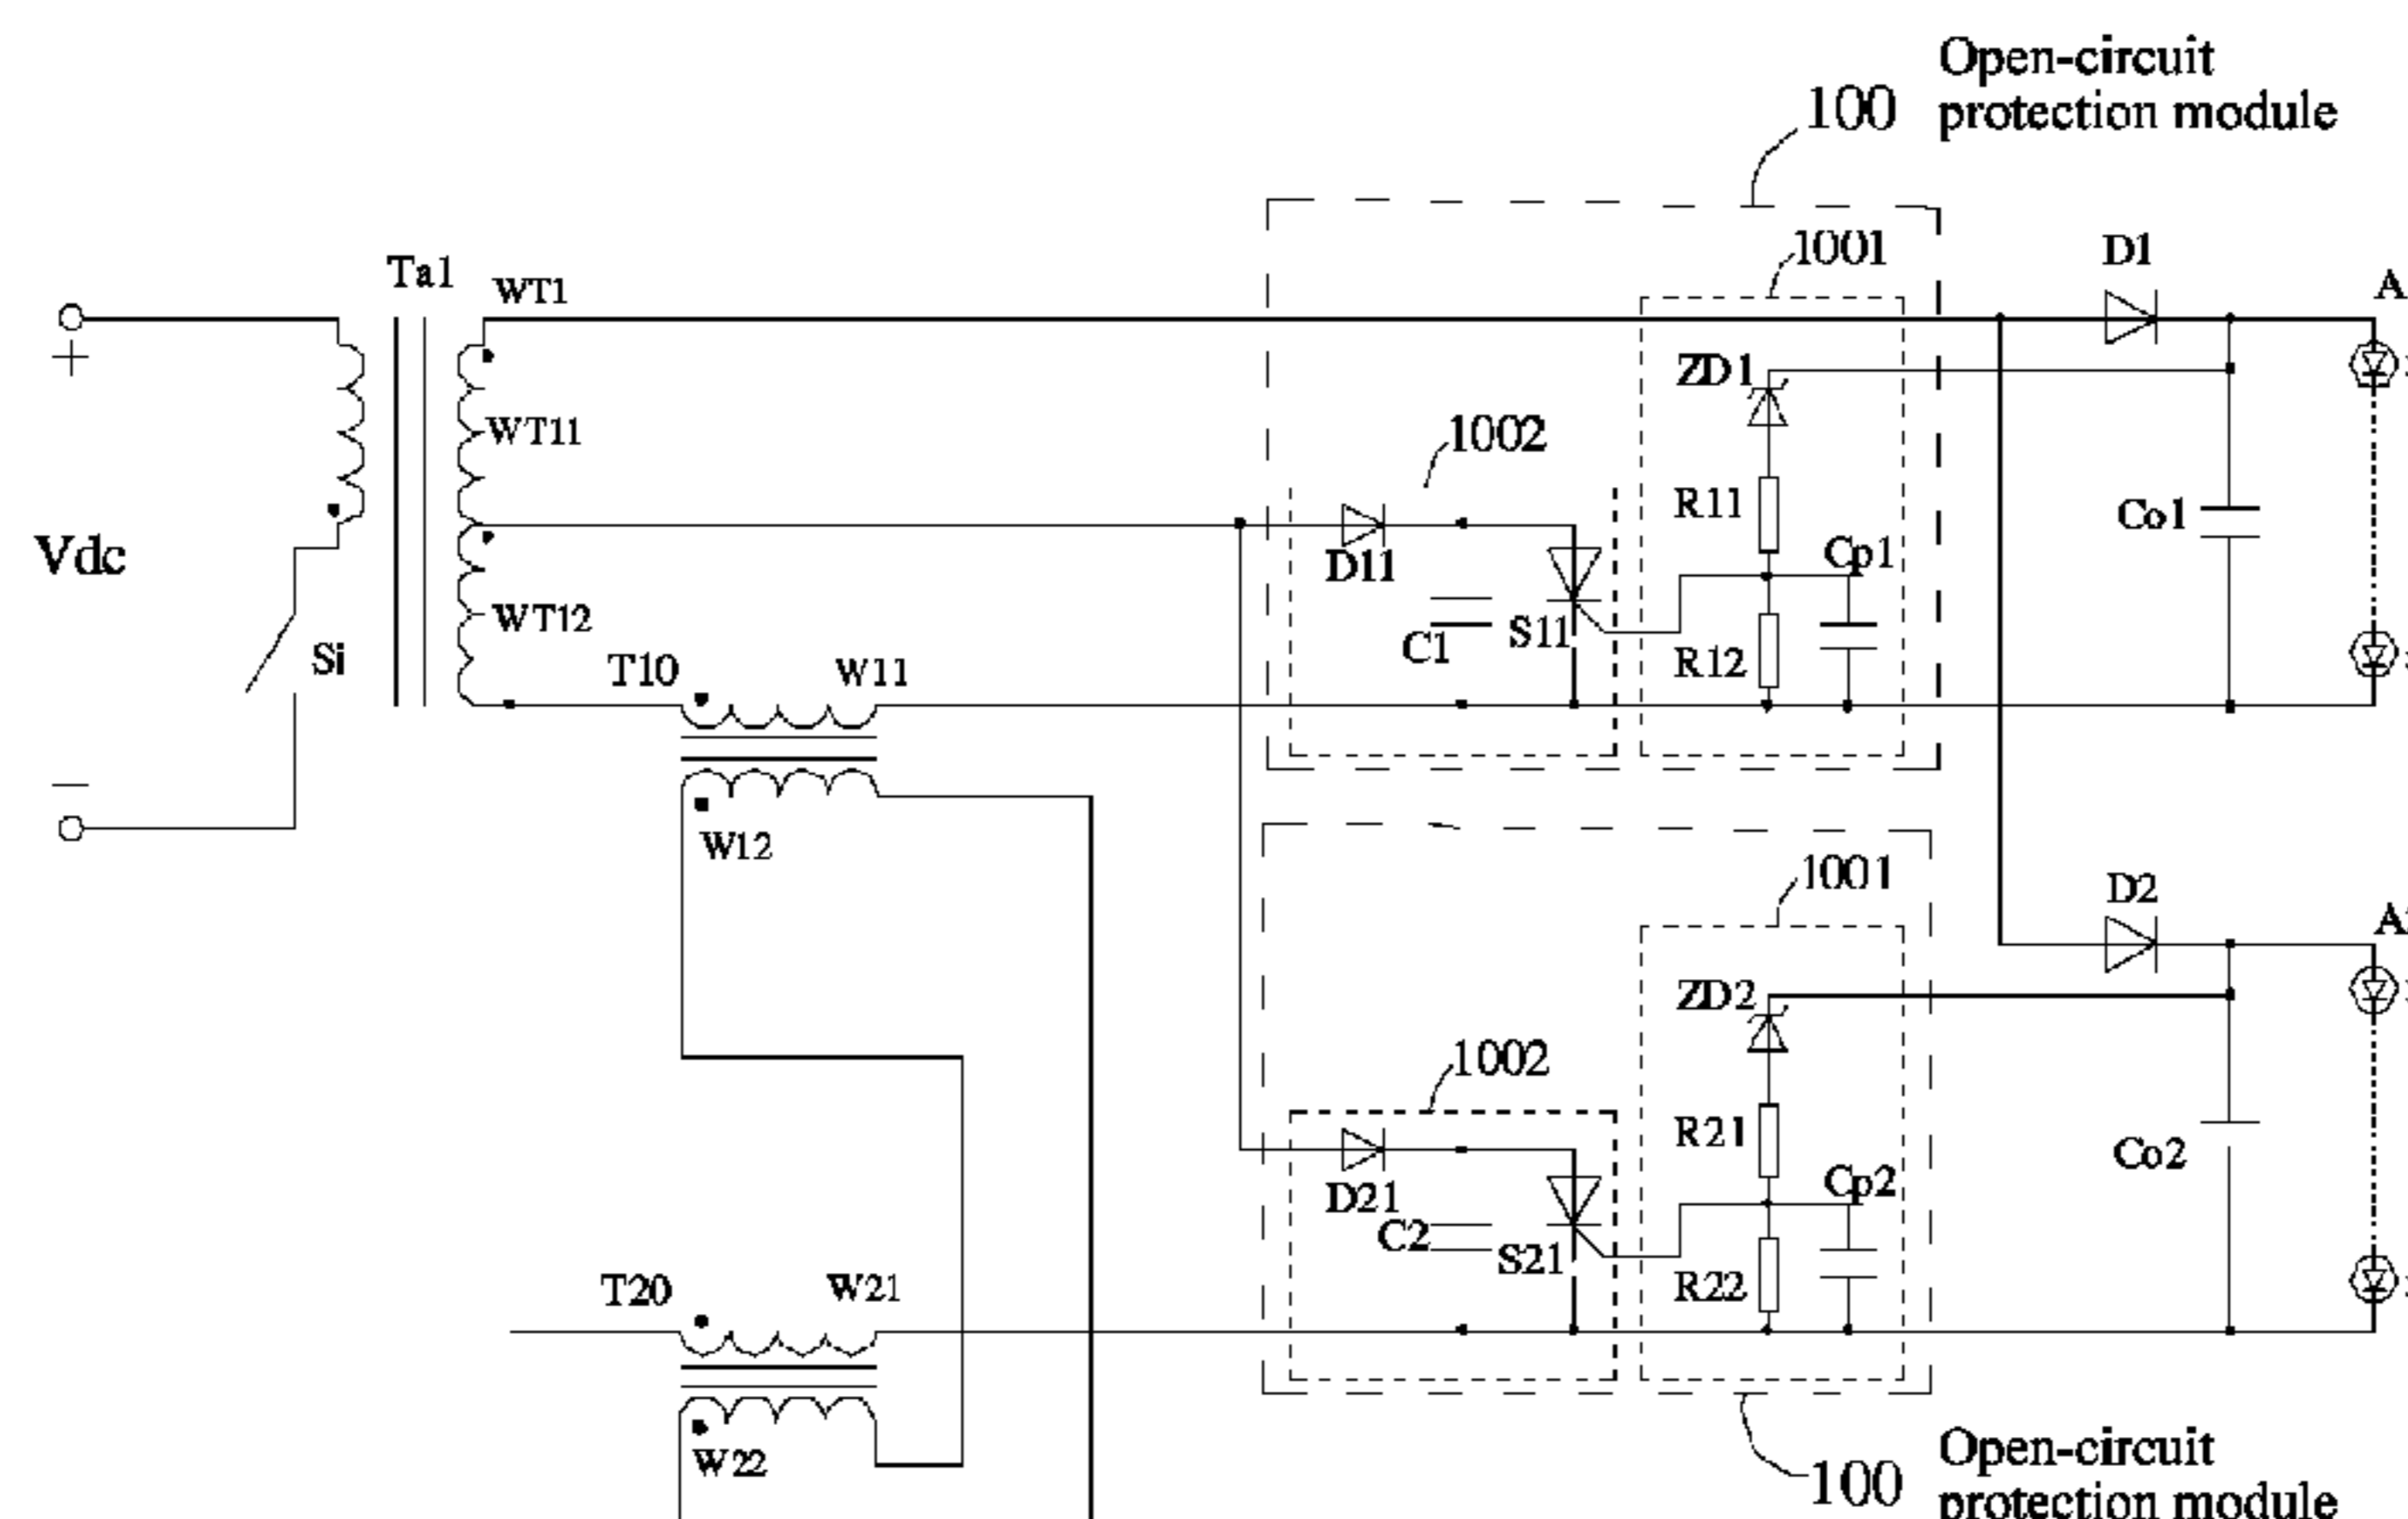 Open-circuit
protection module
100
1001
D1
A
Ta1
WT1
+
ZD1
WT11
1002
R11
Co1
Vdc
D11
Cp1
WT12
C1
S11
Si
T10
W11
R12
−
W12
1001
D2
A
ZD2
1002
R21
Co2
D21
Cp2
C2
S21
T20
W21
R22
W22
Open-circuit
protection module
100